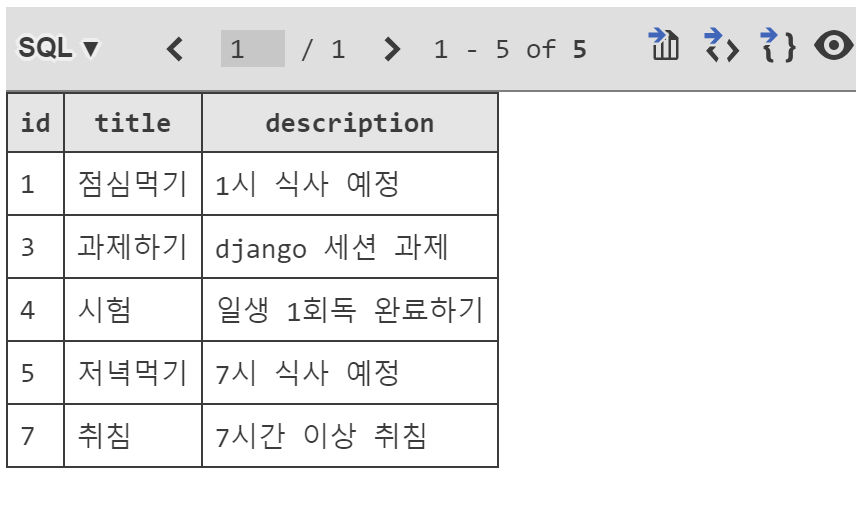 SQL ▼ < 1 / 1 > 1 - 5 of 5
id title description
1 점심먹기 1시 식사 예정
3 과제하기 django 세션 과제
4 시험 일생 1회독 완료하기
5 저녁먹기 7시 식사 예정
7 취침 7시간 이상 취침